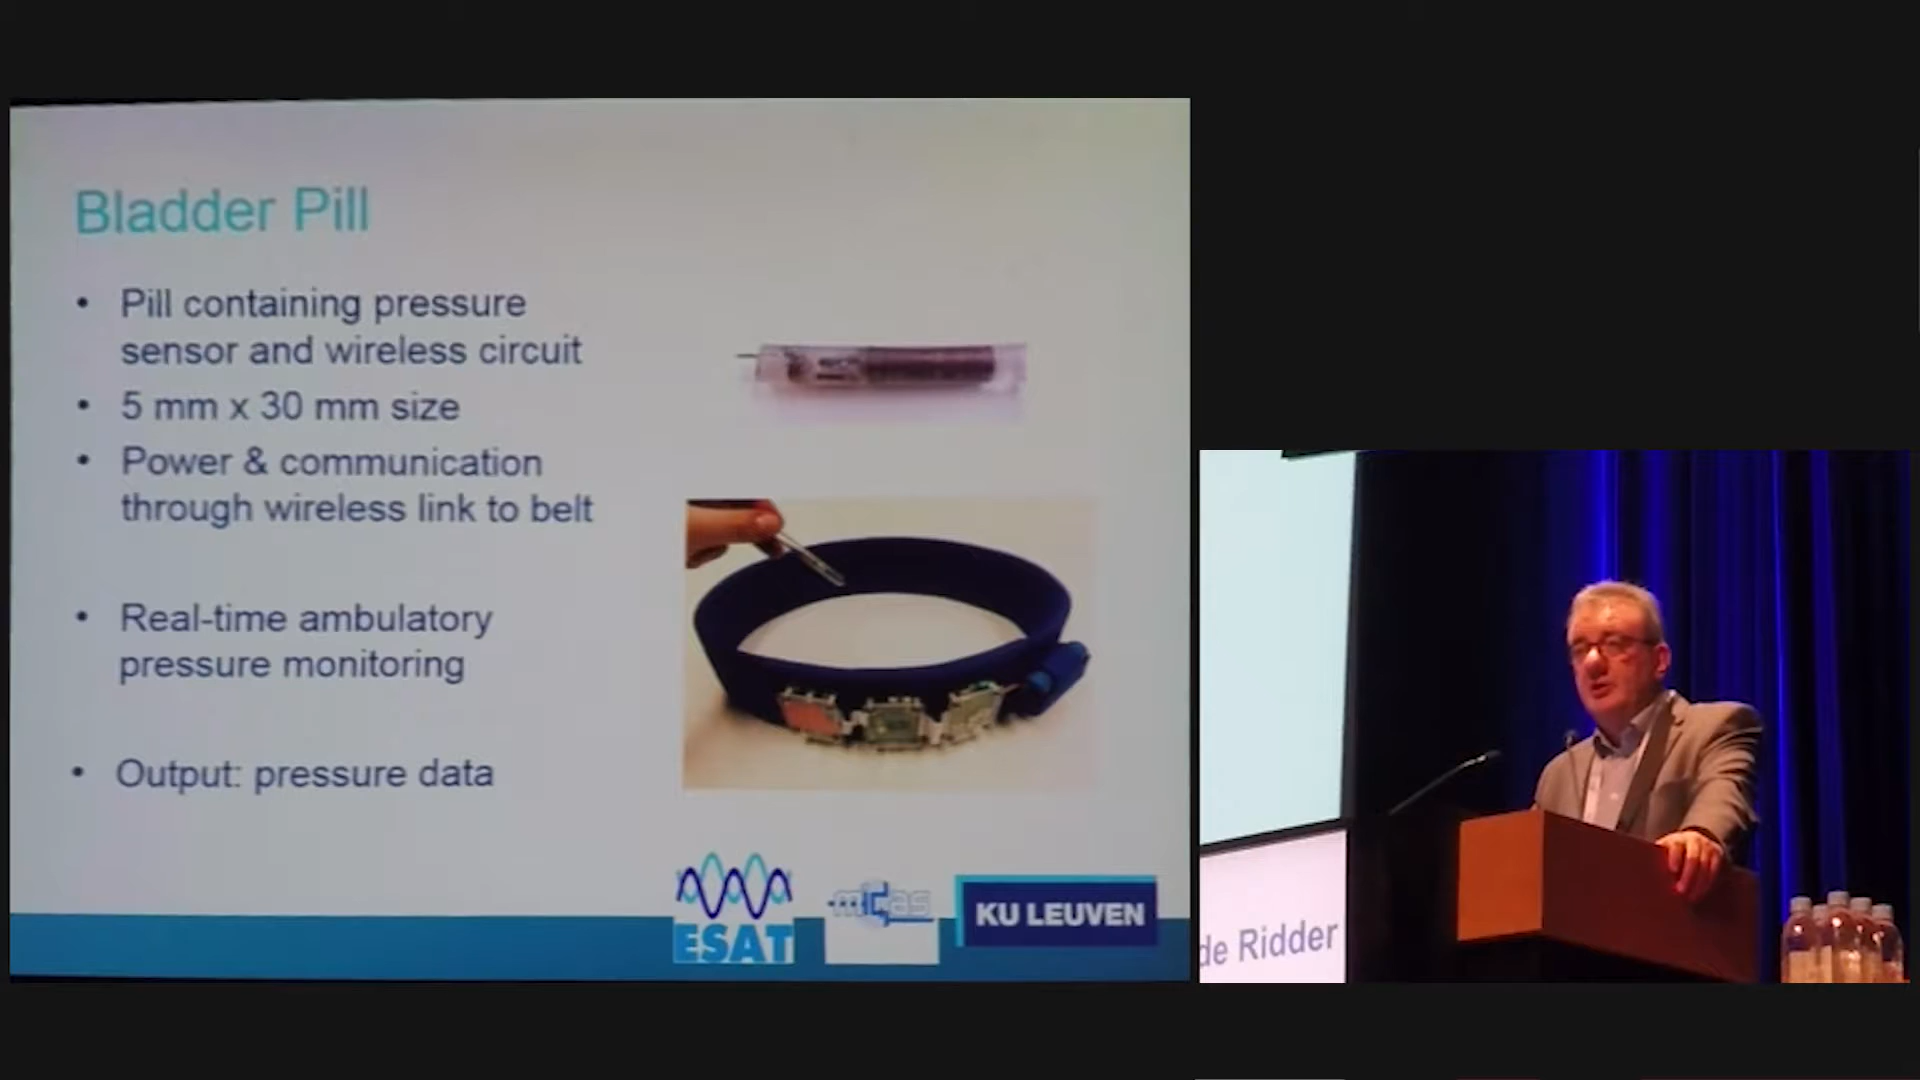 Bladder Pill
• Pill containing pressure
sensor and wireless circuit
• 5 mm x 30 mm size
• Power & communication
through wireless link to belt
• Real-time ambulatory
pressure monitoring
• Output: pressure data
ESAT
micas
KU LEUVEN
de Ridder